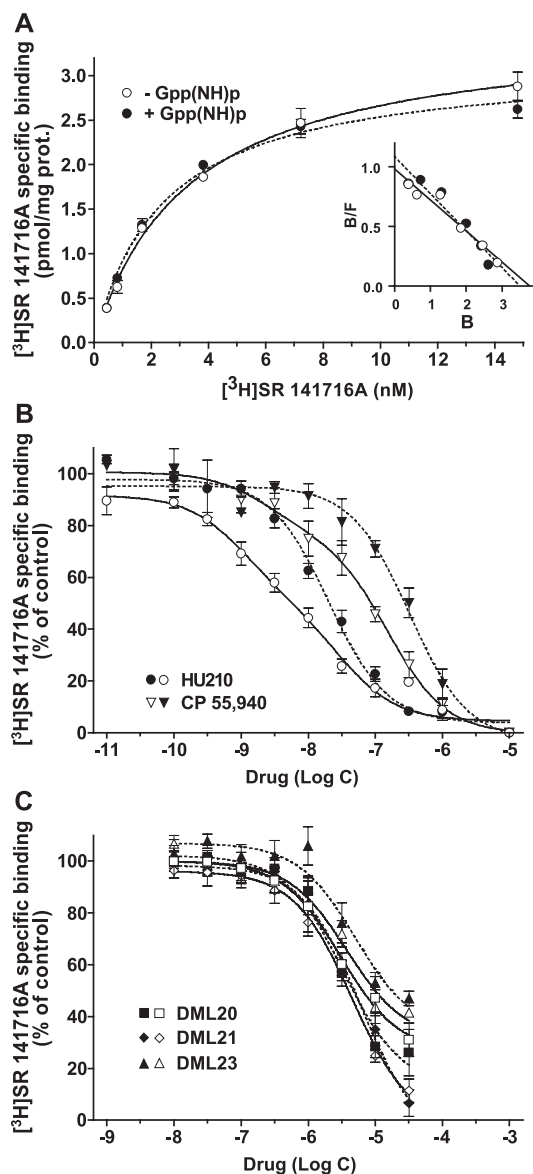 A
[³H]SR 141716A specific binding
(pmol/mg prot.)
3.0
2.5
2.0
1.5
1.0
0.5
0.0
- Gpp(NH)p
+ Gpp(NH)p
B/F
1.0
0.5
0.0
0 1 2 3
B
0 2 4 6 8 10 12 14
[³H]SR 141716A (nM)
B
[³H]SR 141716A specific binding
(% of control)
100
80
60
40
20
0
HU210
CP 55,940
-11 -10 -9 -8 -7 -6 -5
Drug (Log C)
C
[³H]SR 141716A specific binding
(% of control)
100
80
60
40
20
0
DML20
DML21
DML23
-9 -8 -7 -6 -5 -4 -3
Drug (Log C)